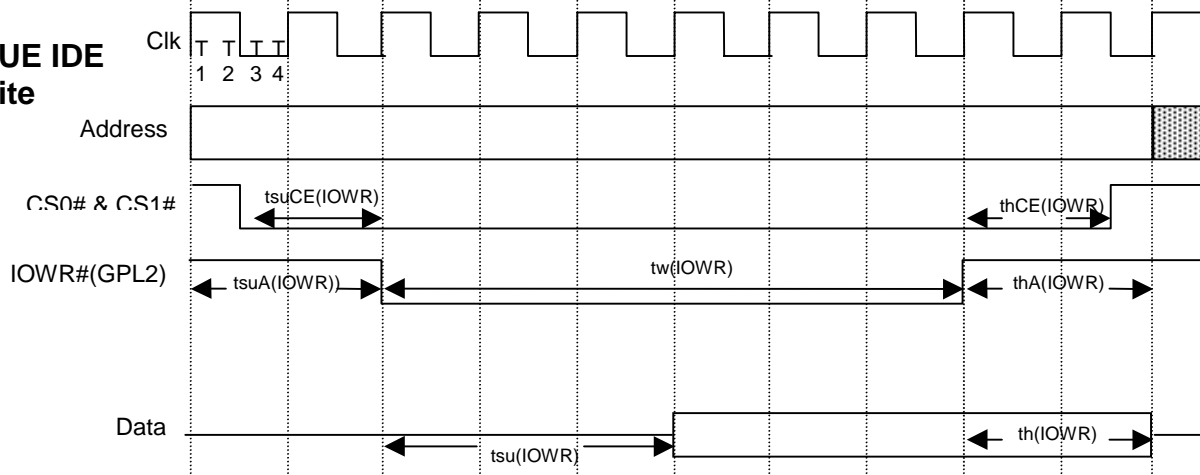 UE IDE
ite
Clk
T T T T
1 2 3 4
Address
CS0# & CS1#
tsuCE(IOWR)
thCE(IOWR)
IOWR#(GPL2)
tsuA(IOWR))
tw(IOWR)
thA(IOWR)
Data
tsu(IOWR)
th(IOWR)